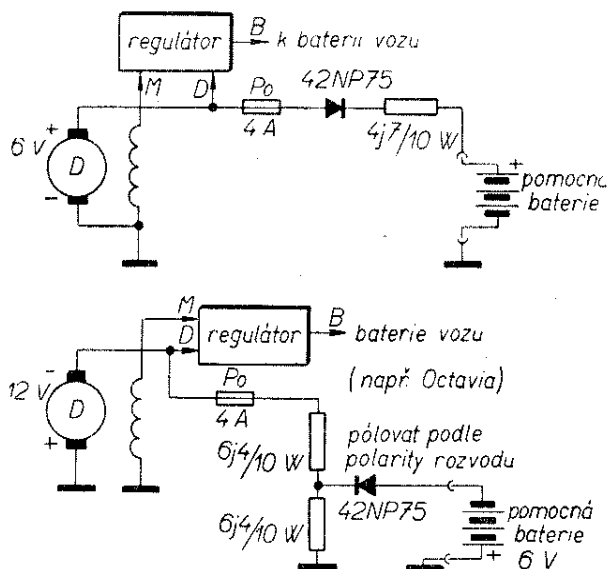 regulátor
B
k baterii vozu
M
D
Po
4 A
42NP75
4j7/10 W
+
6 V
D
-
+
pomocná
baterie
M
D
regulátor
B
baterie vozu
(např. Octavia)
-
12 V
D
+
Po
4 A
6j4/10 W
pólovat podle
polarity rozvodu
42NP75
6j4/10 W
pomocná
baterie
+ 6 V